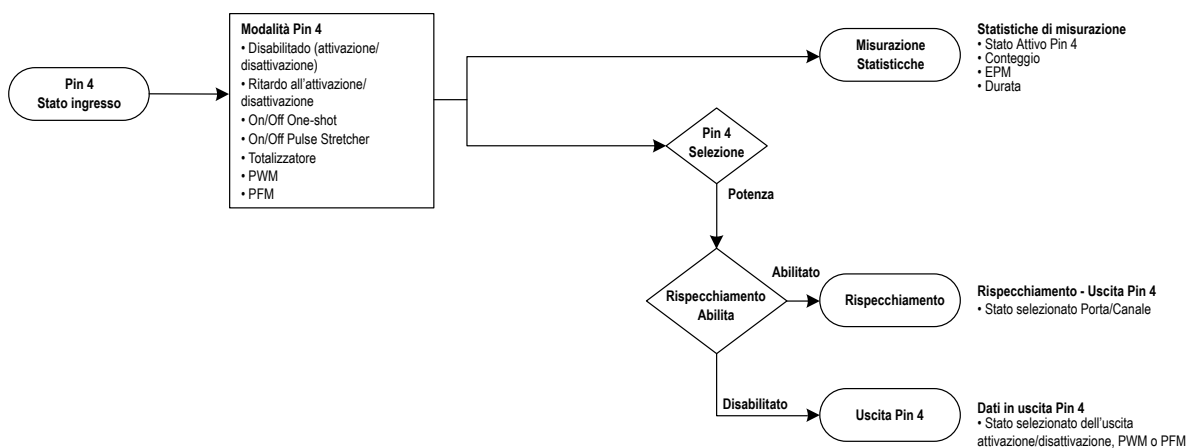 Pin 4
Stato ingresso
Modalità Pin 4
• Disabilitado (attivazione/
disattivazione)
• Ritardo all'attivazione/
disattivazione
• On/Off One-shot
• On/Off Pulse Stretcher
• Totalizzatore
• PWM
• PFM
Misurazione
Statisticche
Statistiche di misurazione
• Stato Attivo Pin 4
• Conteggio
• EPM
• Durata
Pin 4
Selezione
Potenza
Rispecchiamento
Abilita
Abilitato
Rispecchiamento
Rispecchiamento - Uscita Pin 4
• Stato selezionato Porta/Canale
Disabilitato
Uscita Pin 4
Dati in uscita Pin 4
• Stato selezionato dell'uscita
attivazione/disattivazione, PWM o PFM